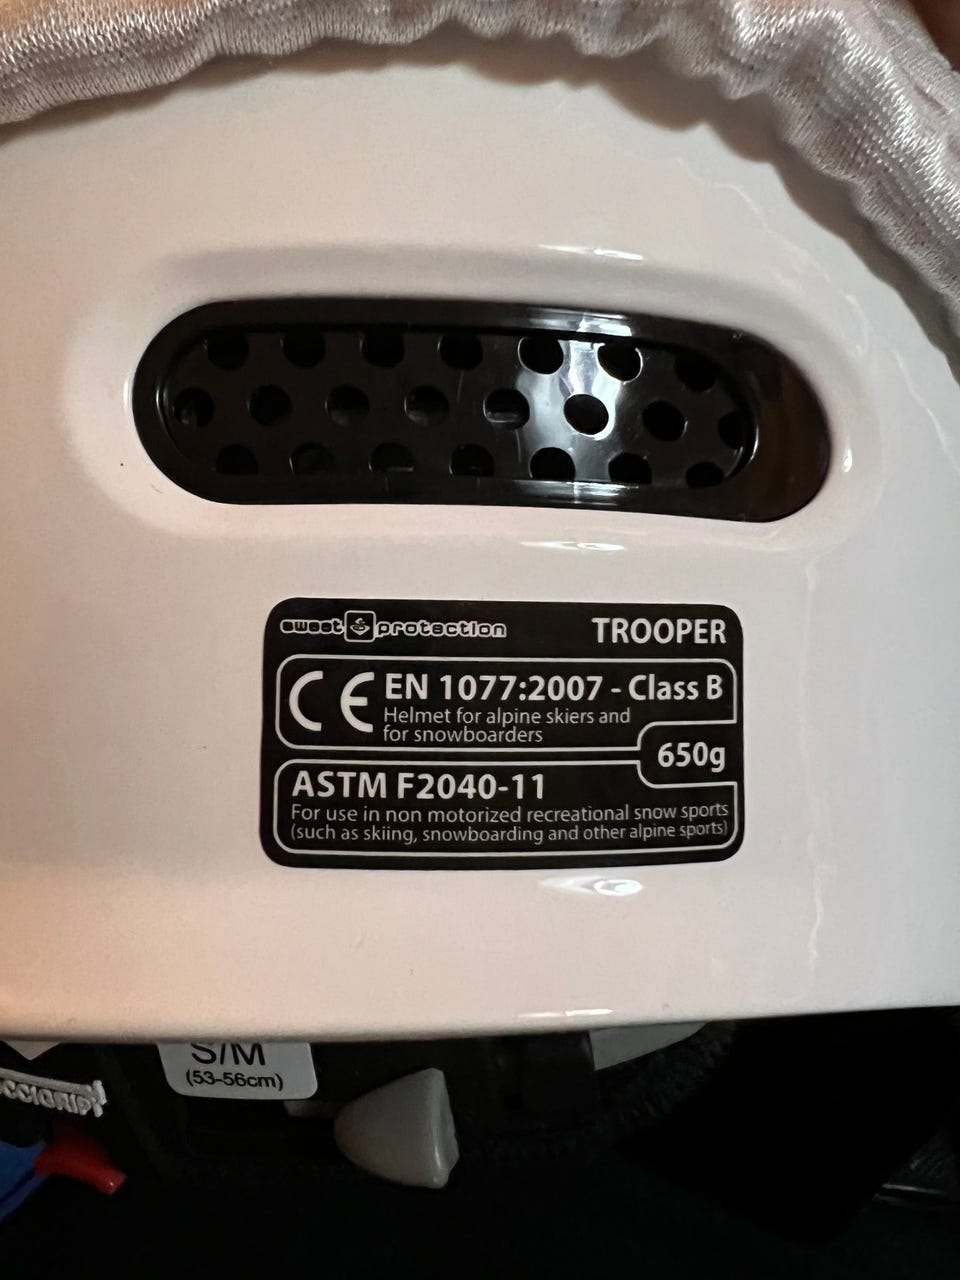 sweet protection TROOPER
CE EN 1077:2007 - Class B
Helmet for alpine skiers and
for snowboarders
650g
ASTM F2040-11
For use in non motorized recreational snow sports
(such as skiing, snowboarding and other alpine sports)
S/M
(53-56cm)